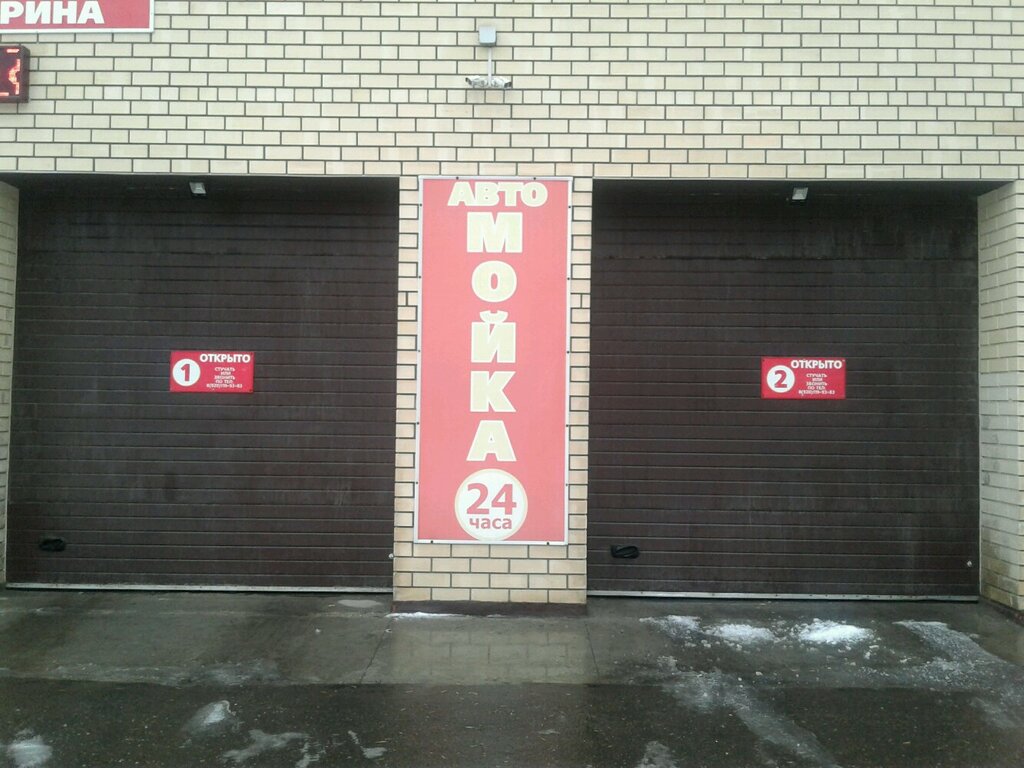 РИНА
АВТО
МОЙКА
24
часа
1
ОТКРЫТО
СТУЧАТЬ
ИЛИ
ЗВОНИТЬ
ПО ТЕЛ
2
ОТКРЫТО
СТУЧАТЬ
ИЛИ
ЗВОНИТЬ
ПО ТЕЛ